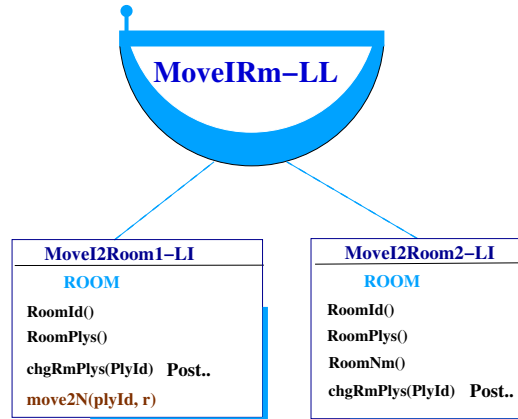 MoveIRm–LL
MoveI2Room1–LI
ROOM
RoomId()
RoomPlys()
chgRmPlys(PlyId) Post..
move2N(plyId, r)
MoveI2Room2–LI
ROOM
RoomId()
RoomPlys()
RoomNm()
chgRmPlys(PlyId) Post..